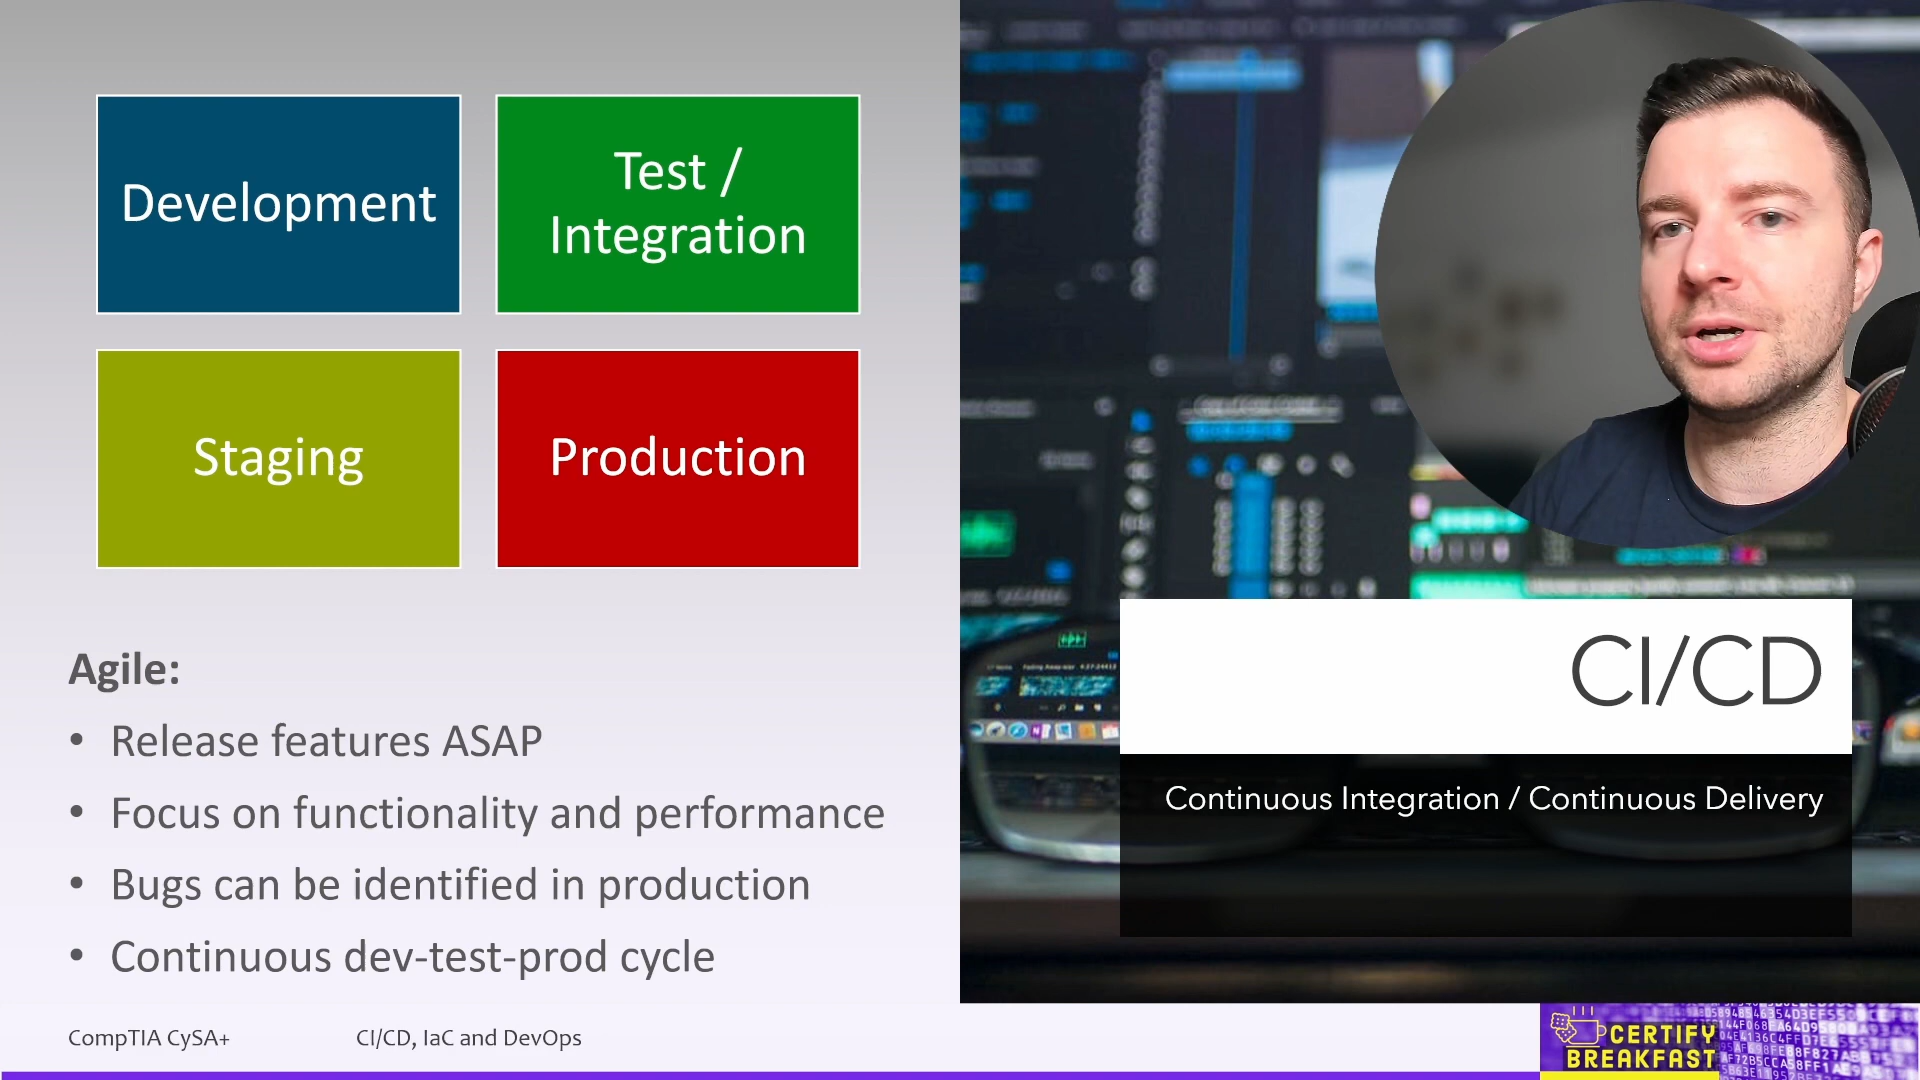 Development
Test /
Integration
Staging
Production
Agile:
• Release features ASAP
• Focus on functionality and performance
• Bugs can be identified in production
• Continuous dev-test-prod cycle
CI/CD
Continuous Integration / Continuous Delivery
CompTIA CySA+
CI/CD, IaC and DevOps
CERTIFY
BREAKFAST